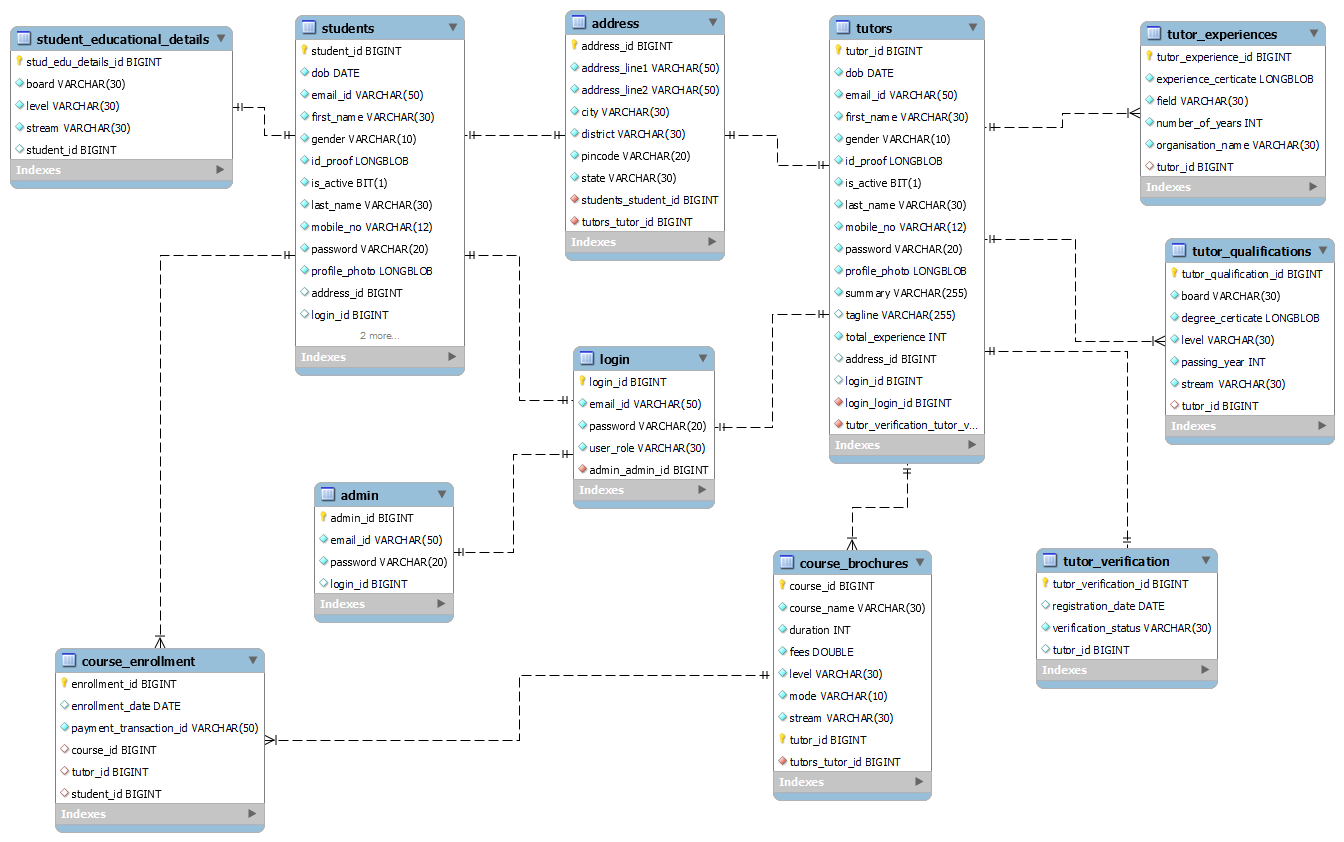 student_educational_details
stud_edu_details_id BIGINT
board VARCHAR(30)
level VARCHAR(30)
stream VARCHAR(30)
student_id BIGINT
Indexes
students
student_id BIGINT
dob DATE
email_id VARCHAR(50)
first_name VARCHAR(30)
gender VARCHAR(10)
id_proof LONGBLOB
is_active BIT(1)
last_name VARCHAR(30)
mobile_no VARCHAR(12)
password VARCHAR(20)
profile_photo LONGBLOB
address_id BIGINT
login_id BIGINT
2 more...
Indexes
address
address_id BIGINT
address_line1 VARCHAR(50)
address_line2 VARCHAR(50)
city VARCHAR(30)
district VARCHAR(30)
pincode VARCHAR(20)
state VARCHAR(30)
students_student_id BIGINT
tutors_tutor_id BIGINT
Indexes
tutors
tutor_id BIGINT
dob DATE
email_id VARCHAR(50)
first_name VARCHAR(30)
gender VARCHAR(10)
id_proof LONGBLOB
is_active BIT(1)
last_name VARCHAR(30)
mobile_no VARCHAR(12)
password VARCHAR(20)
profile_photo LONGBLOB
summary VARCHAR(255)
tagline VARCHAR(255)
total_experience INT
address_id BIGINT
login_id BIGINT
login_login_id BIGINT
tutor_verification_tutor_v...
Indexes
tutor_experiences
tutor_experience_id BIGINT
experience_certicate LONGBLOB
field VARCHAR(30)
number_of_years INT
organisation_name VARCHAR(30)
tutor_id BIGINT
Indexes
tutor_qualifications
tutor_qualification_id BIGINT
board VARCHAR(30)
degree_certicate LONGBLOB
level VARCHAR(30)
passing_year INT
stream VARCHAR(30)
tutor_id BIGINT
Indexes
login
login_id BIGINT
email_id VARCHAR(50)
password VARCHAR(20)
user_role VARCHAR(30)
admin_admin_id BIGINT
Indexes
admin
admin_id BIGINT
email_id VARCHAR(50)
password VARCHAR(20)
login_id BIGINT
Indexes
course_brochures
course_id BIGINT
course_name VARCHAR(30)
duration INT
fees DOUBLE
level VARCHAR(30)
mode VARCHAR(10)
stream VARCHAR(30)
tutor_id BIGINT
tutors_tutor_id BIGINT
Indexes
tutor_verification
tutor_verification_id BIGINT
registration_date DATE
verification_status VARCHAR(30)
tutor_id BIGINT
Indexes
course_enrollment
enrollment_id BIGINT
enrollment_date DATE
payment_transaction_id VARCHAR(50)
course_id BIGINT
tutor_id BIGINT
student_id BIGINT
Indexes